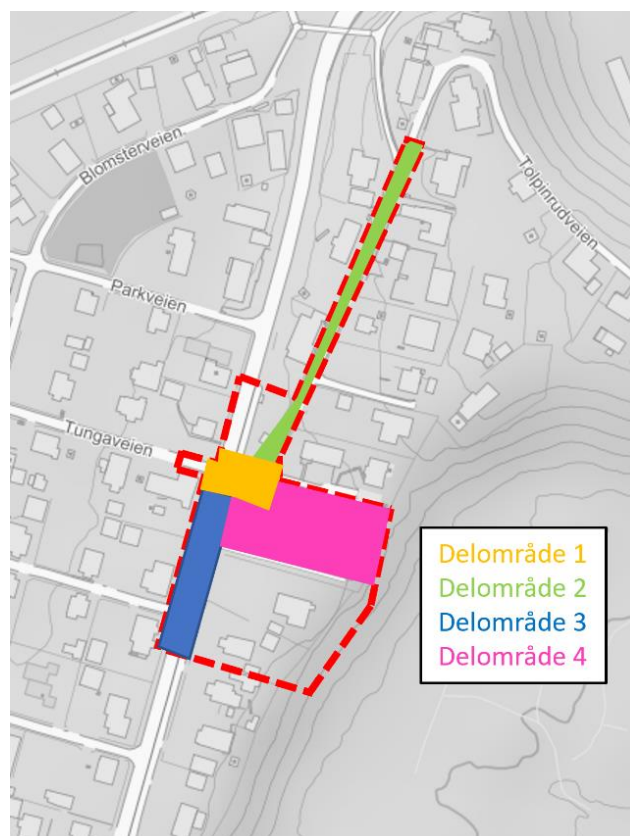 Blomsterveien
Tolpinrudveien
Parkveien
Tungaveien
Delområde 1
Delområde 2
Delområde 3
Delområde 4